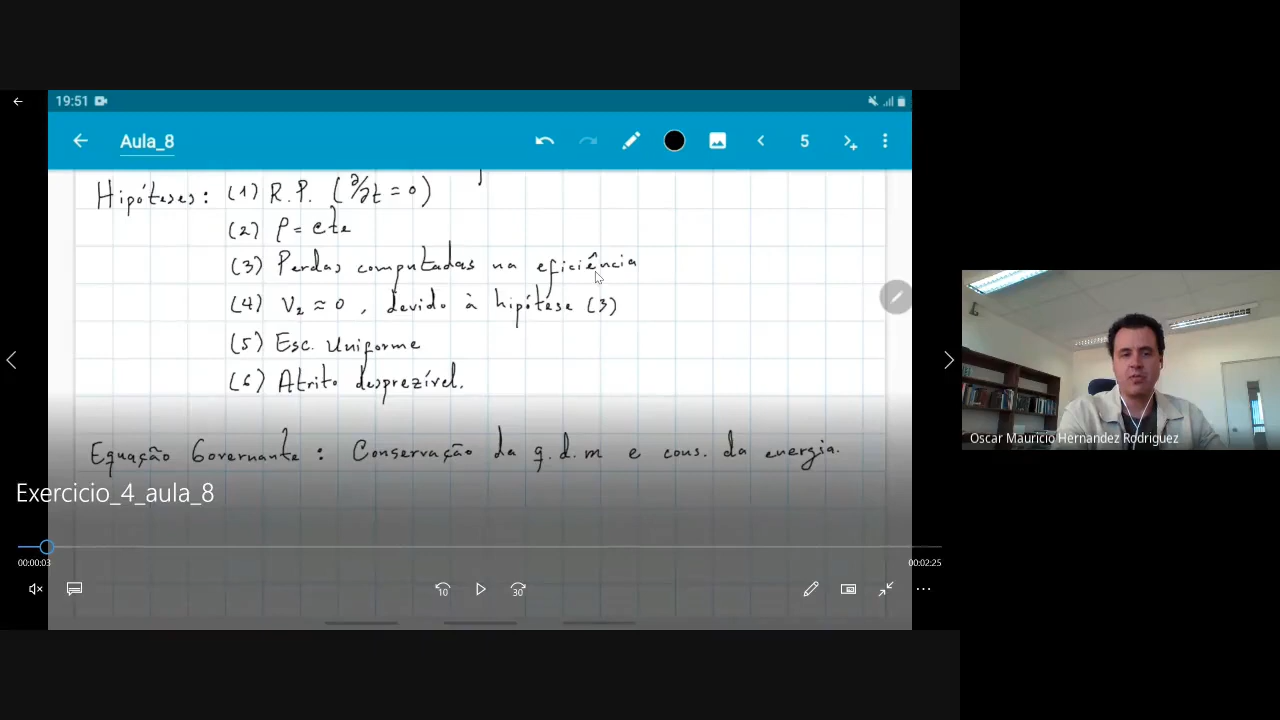 19:51
Aula_8
5
Hipóteses: (1) R.P. (∂/∂t = 0)
(2) ρ = cte
(3) Perdas computadas na eficiência
(4) V₂ ≈ 0, devido à hipótese (3)
(5) Esc. Uniforme
(6) Atrito desprezível.
Equação Governante: Conservação da q.d.m e cons. da energia.
Exercicio_4_aula_8
00:00:03
00:02:25
10
30
Oscar Mauricio Hernandez Rodriguez